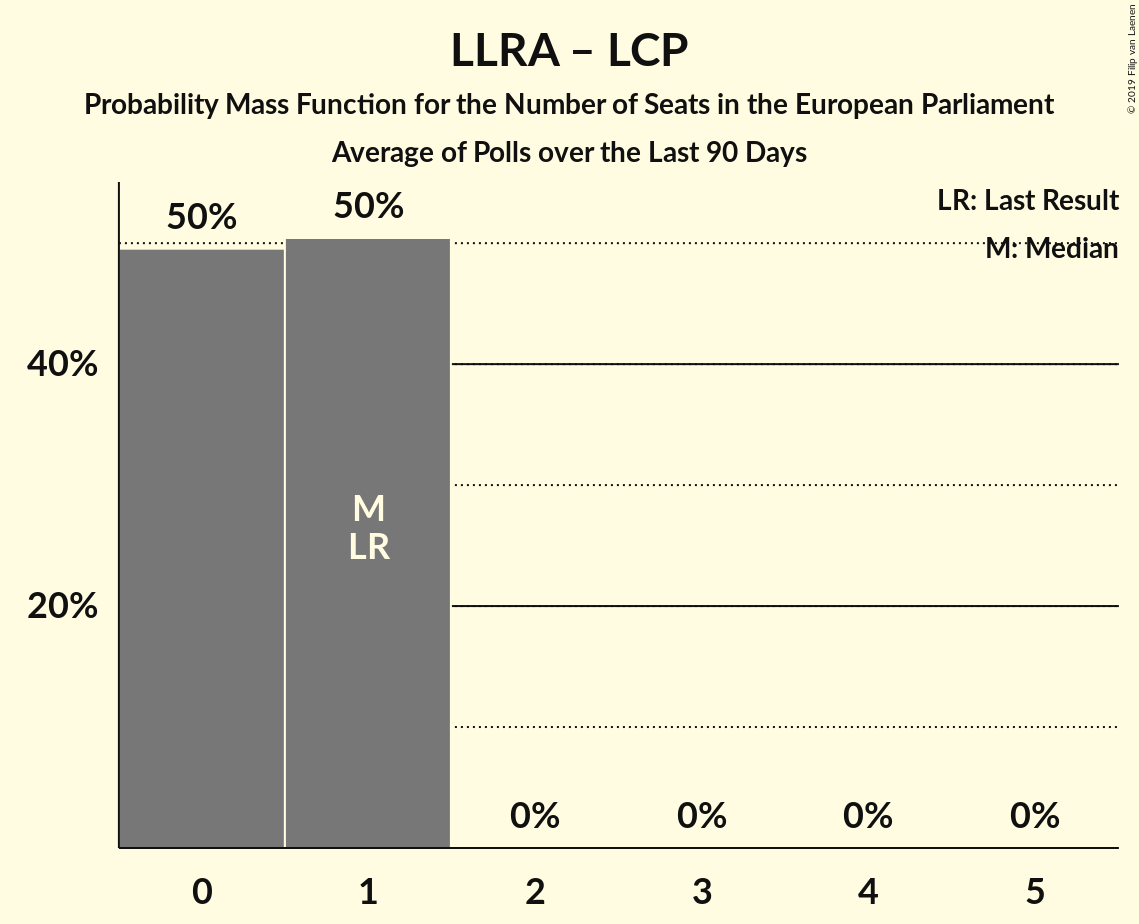 LLRA – LCP
Probability Mass Function for the Number of Seats in the European Parliament
Average of Polls over the Last 90 Days
© 2019 Filip van Laenen
LR: Last Result
M: Median
50%
50%
40%
20%
M
LR
0%
0%
0%
0%
0
1
2
3
4
5